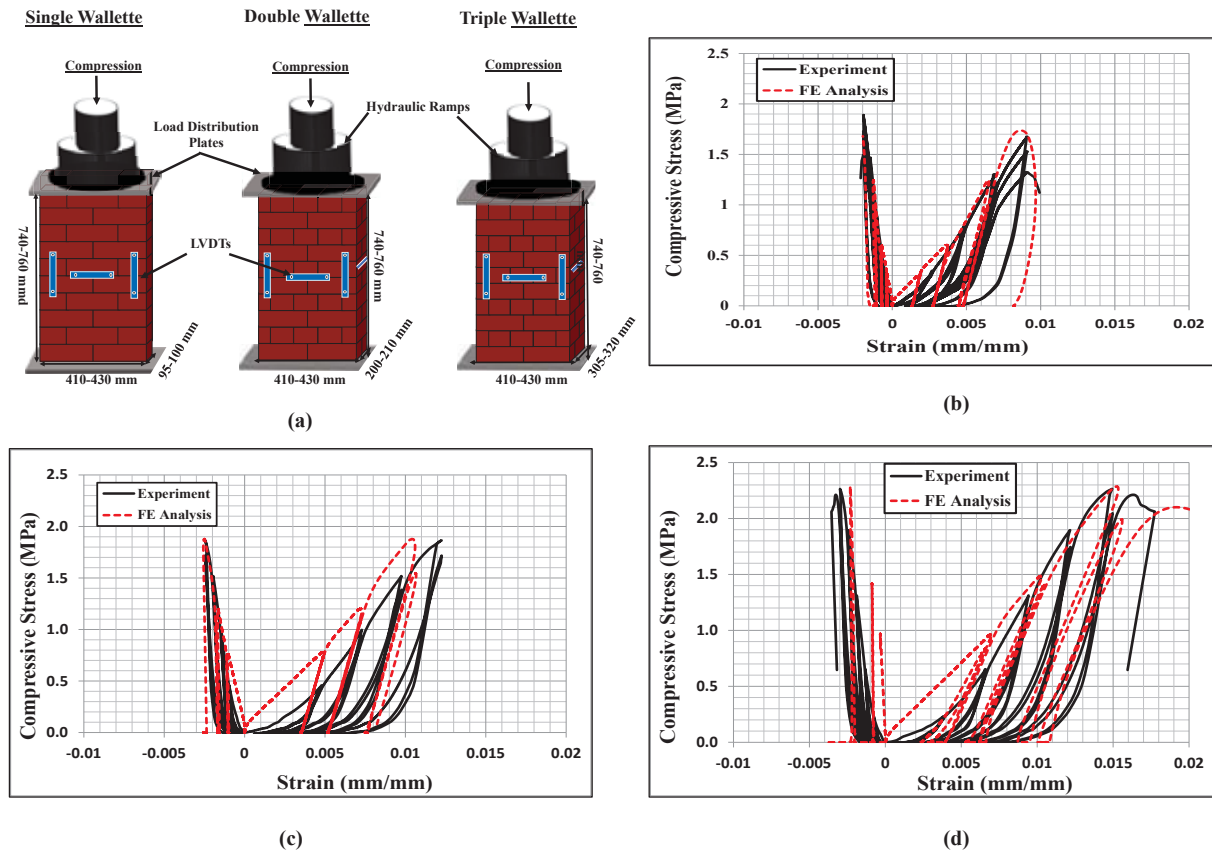 (a)
Single Wallette
Double Wallette
Triple Wallette
Compression
Compression
Compression
Hydraulic Ramps
Load Distribution
Plates
LVDTs
740-760 mmd
740-760 mm
740-760
95-100 mm
200-210 mm
305-320 mm
410-430 mm
410-430 mm
410-430 mm
(a)
(b)
Compressive Stress (MPa)
2.5
2
1.5
1
0.5
0
Experiment
FE Analysis
-0.01
-0.005
0
0.005
0.01
0.015
0.02
Strain (mm/mm)
(b)
Compressive Stress (MPa)
2.5
2.0
1.5
1.0
0.5
0.0
Experiment
FE Analysis
-0.01
-0.005
0
0.005
0.01
0.015
0.02
Strain (mm/mm)
(c)
Compressive Stress (MPa)
2.5
2.0
1.5
1.0
0.5
0.0
Experiment
FE Analysis
-0.01
-0.005
0
0.005
0.01
0.015
0.02
Strain (mm/mm)
(d)